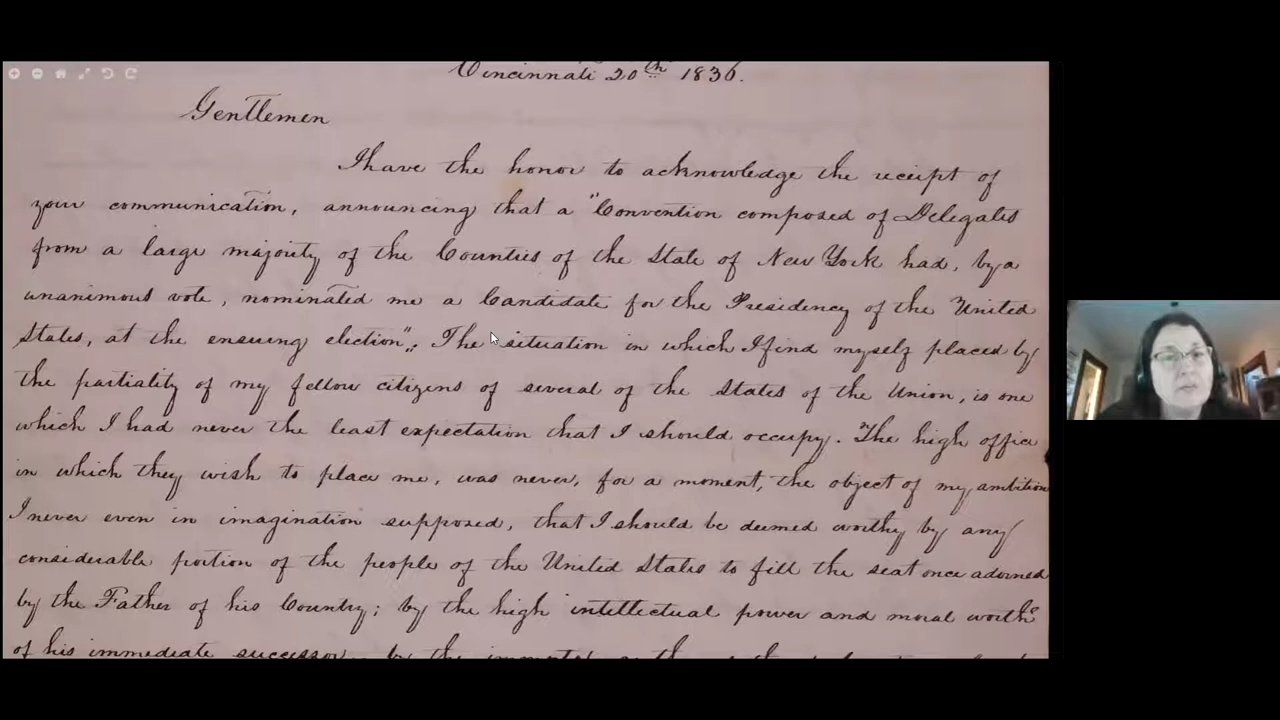 Cincinnati 20th 1836.
Gentlemen
I have the honor to acknowledge the receipt of
your communication, announcing that a "Convention composed of Delegates
from a large majority of the Counties of the State of New York had, by a
unanimous vote, nominated me a Candidate for the Presidency of the United
States, at the ensuing election". The situation in which I find myself placed by
the partiality of my fellow citizens of several of the States of the Union, is one
which I had never the least expectation that I should occupy. The high office
in which they wish to place me, was never, for a moment, the object of my ambition
I never even in imagination supposed, that I should be deemed worthy by any
considerable portion of the people of the United States to fill the seat once adorned
by the Father of his Country; by the high intellectual power and moral worth
of his immediate successor, by the